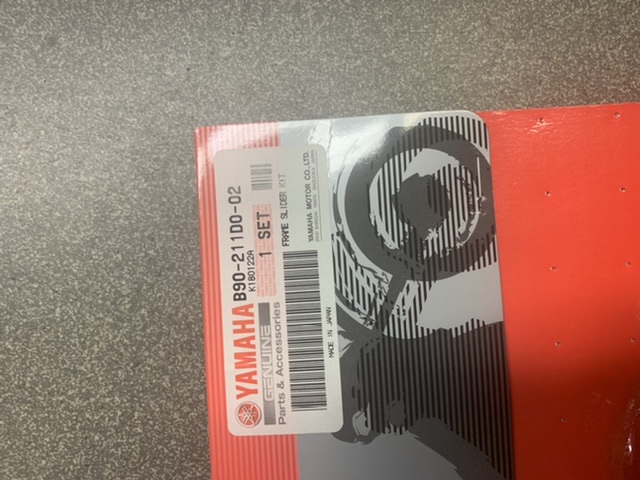 YAMAHA B90-211D0-02
K180122A
GENUINE
Parts & Accessories
1 SET
FRAME SLIDER KIT
MADE IN JAPAN
YAMAHA MOTOR CO.,LTD.